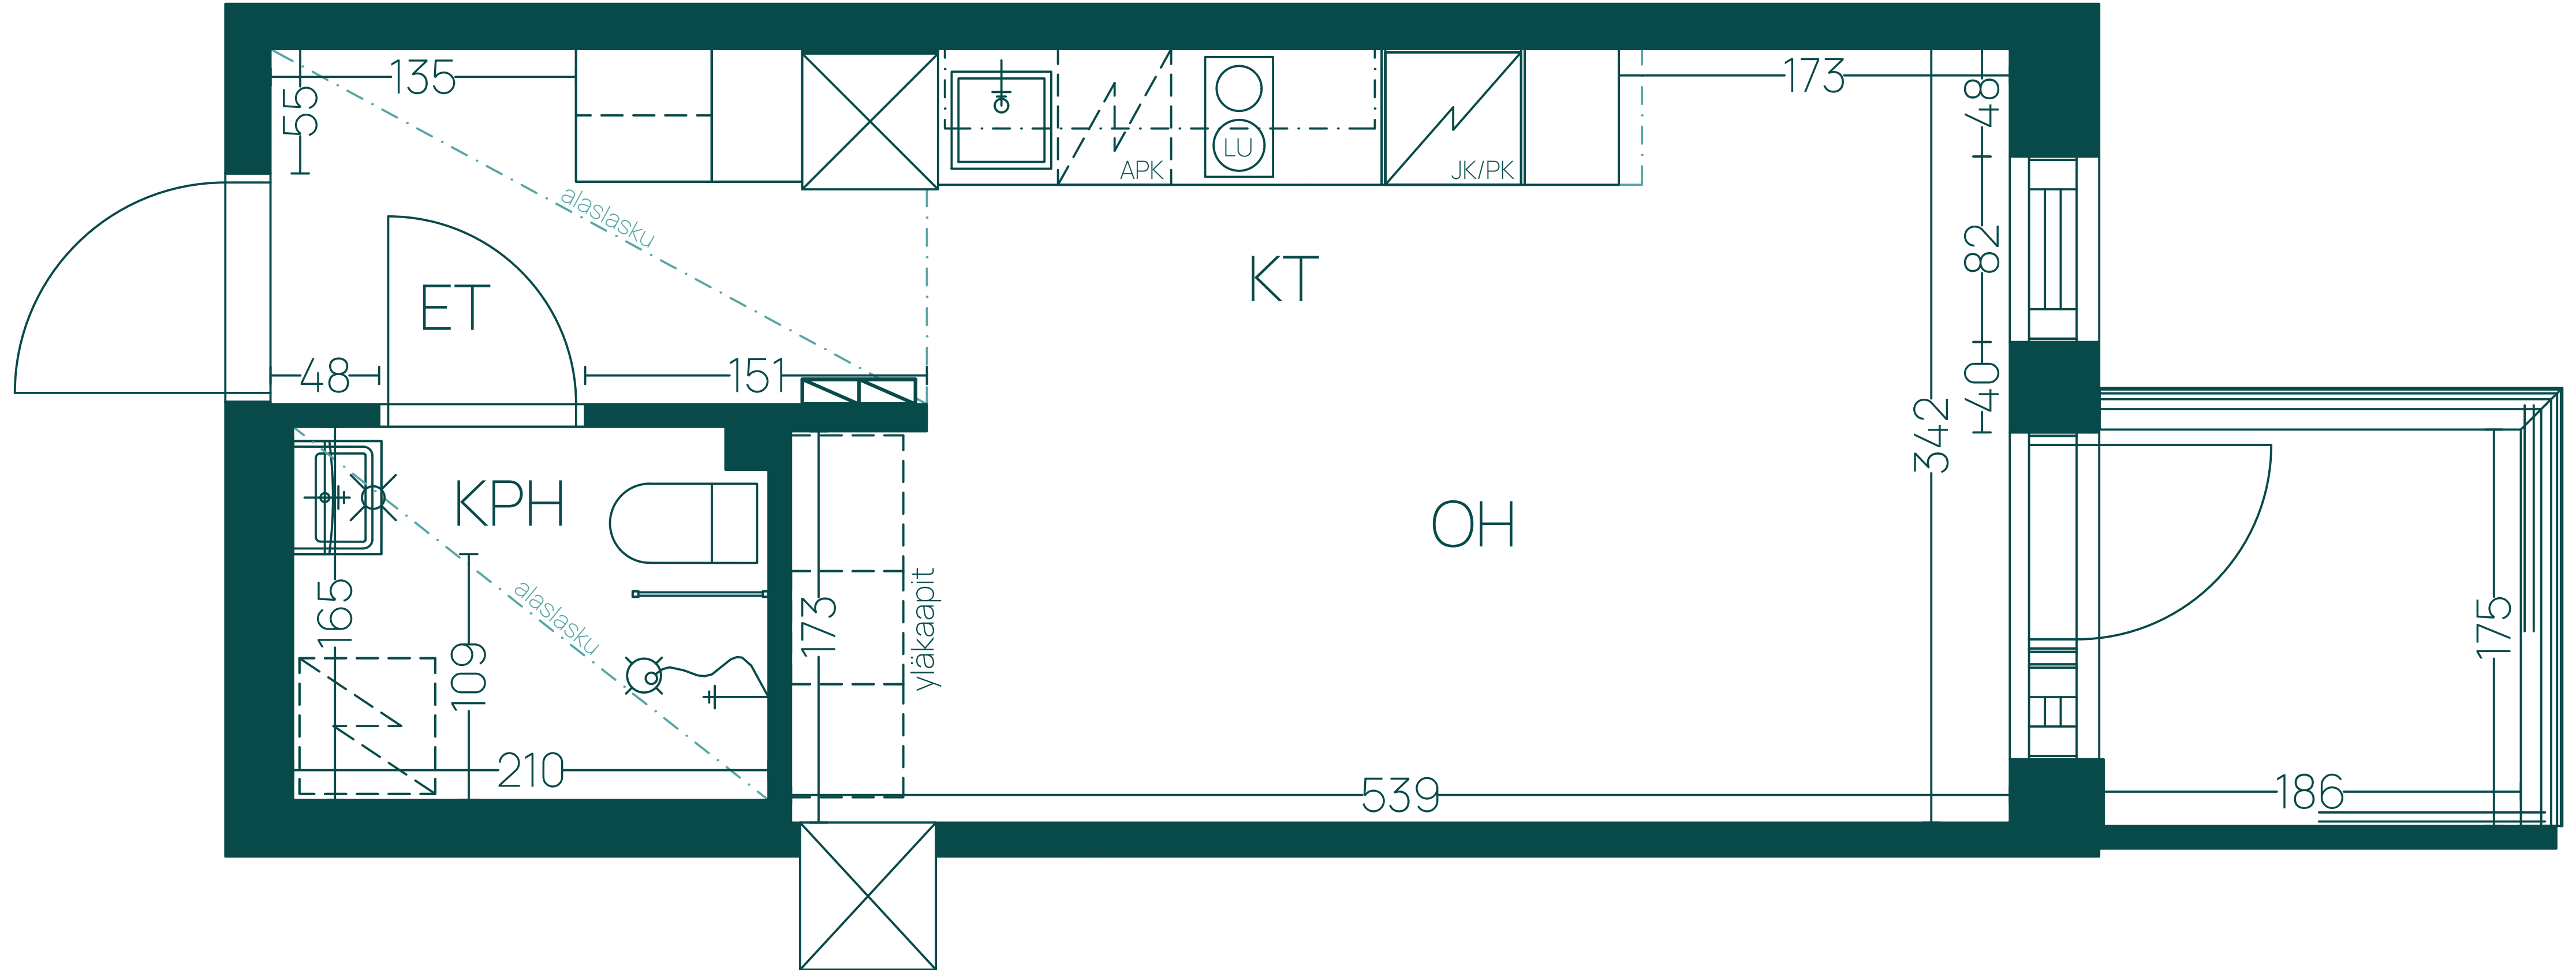 135
173
55
48
APK
LU
JK/PK
alaslasku
82
KT
ET
48
151
40
342
KPH
OH
165
alaslasku
109
173
yläkaapit
175
210
539
186